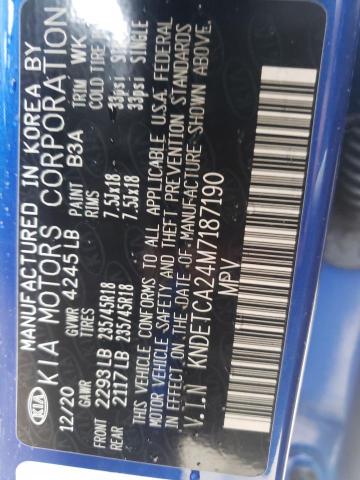 MANUFACTURED IN KOREA BY
KIA KIA MOTORS CORPORATION
12/20 GVWR 4245LB PAINT B3A TRIM WK
GAWR TIRES RIMS COLD TIRE
FRONT 2293LB 235/45R18 7.5Jx18 33psi SINGLE
REAR 2117LB 235/45R18 7.5Jx18 33psi SINGLE
THIS VEHICLE CONFORMS TO ALL APPLICABLE U.S.A. FEDERAL
MOTOR VEHICLE SAFETY AND THEFT PREVENTION STANDARDS
IN EFFECT ON THE DATE OF MANUFACTURE SHOWN ABOVE.
V.I.N KNDETCA24M7187190
MPV